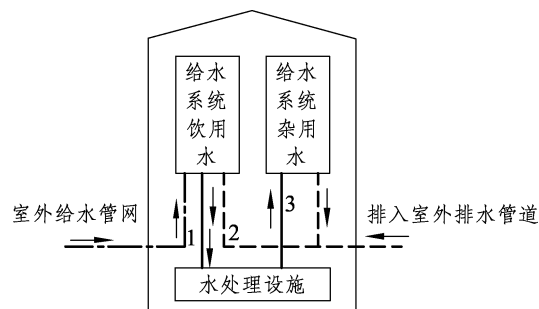 给水
系统
饮用
水
给水
系统
杂用
水
室外给水管网
1
2
3
排入室外排水管道
水处理设施